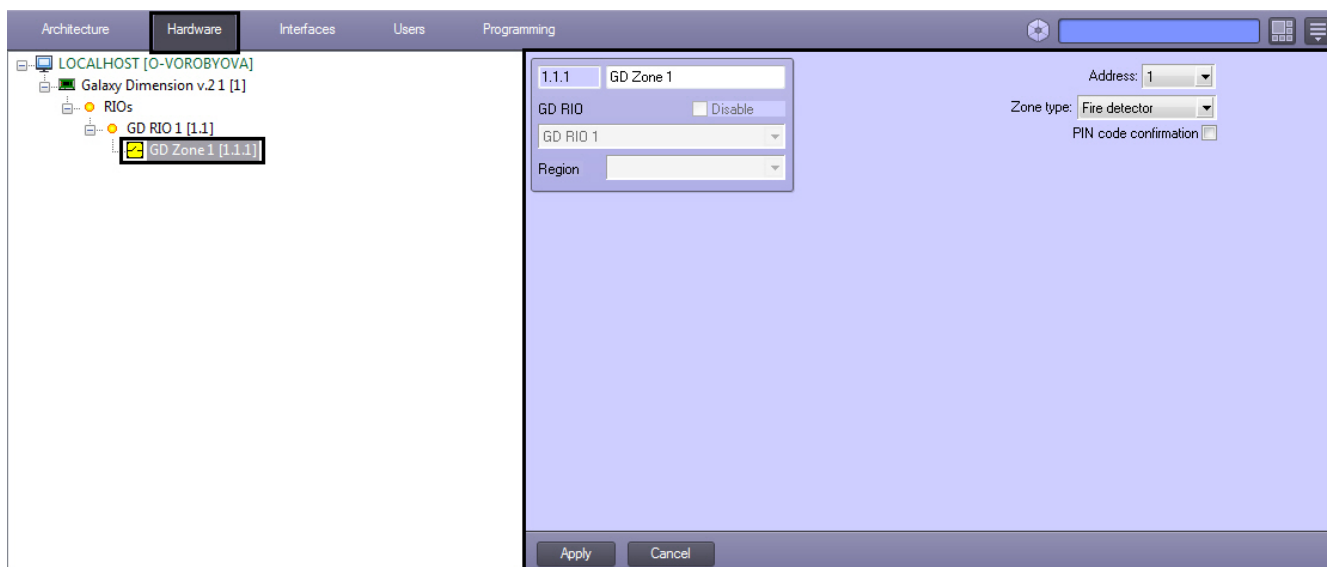 Architecture Hardware Interfaces Users Programming
LOCALHOST [O-VOROBYOVA]
Galaxy Dimension v.2 1 [1]
RIOs
GD RIO 1 [1.1]
GD Zone 1 [1.1.1]
1.1.1 GD Zone 1
GD RIO Disable
GD RIO 1
Region
Address: 1
Zone type: Fire detector
PIN code confirmation
Apply Cancel